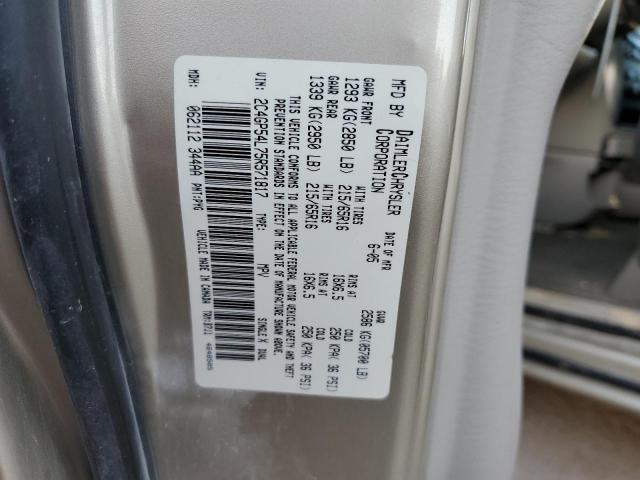 MFD BY DAIMLERCHRYSLER CORPORATION
DATE OF MFR 6-05
GVWR 2586 KG(05700 LB)
GAWR FRONT WITH TIRES RIMS AT COLD
1293 KG(2850 LB) 215/65R16 16X6.5 250 KPA( 36 PSI)
GAWR REAR WITH TIRES RIMS AT COLD
1339 KG(2950 LB) 215/65R16 16X6.5 250 KPA( 36 PSI)
THIS VEHICLE CONFORMS TO ALL APPLICABLE FEDERAL MOTOR VEHICLE SAFETY AND THEFT
PREVENTION STANDARDS IN EFFECT ON THE DATE OF MANUFACTURE SHOWN ABOVE.
VIN: 2C4GP54L75R571817 TYPE: MPV SINGLE X DUAL
MDH: 062112 344AA
VEHICLE MADE IN CANADA